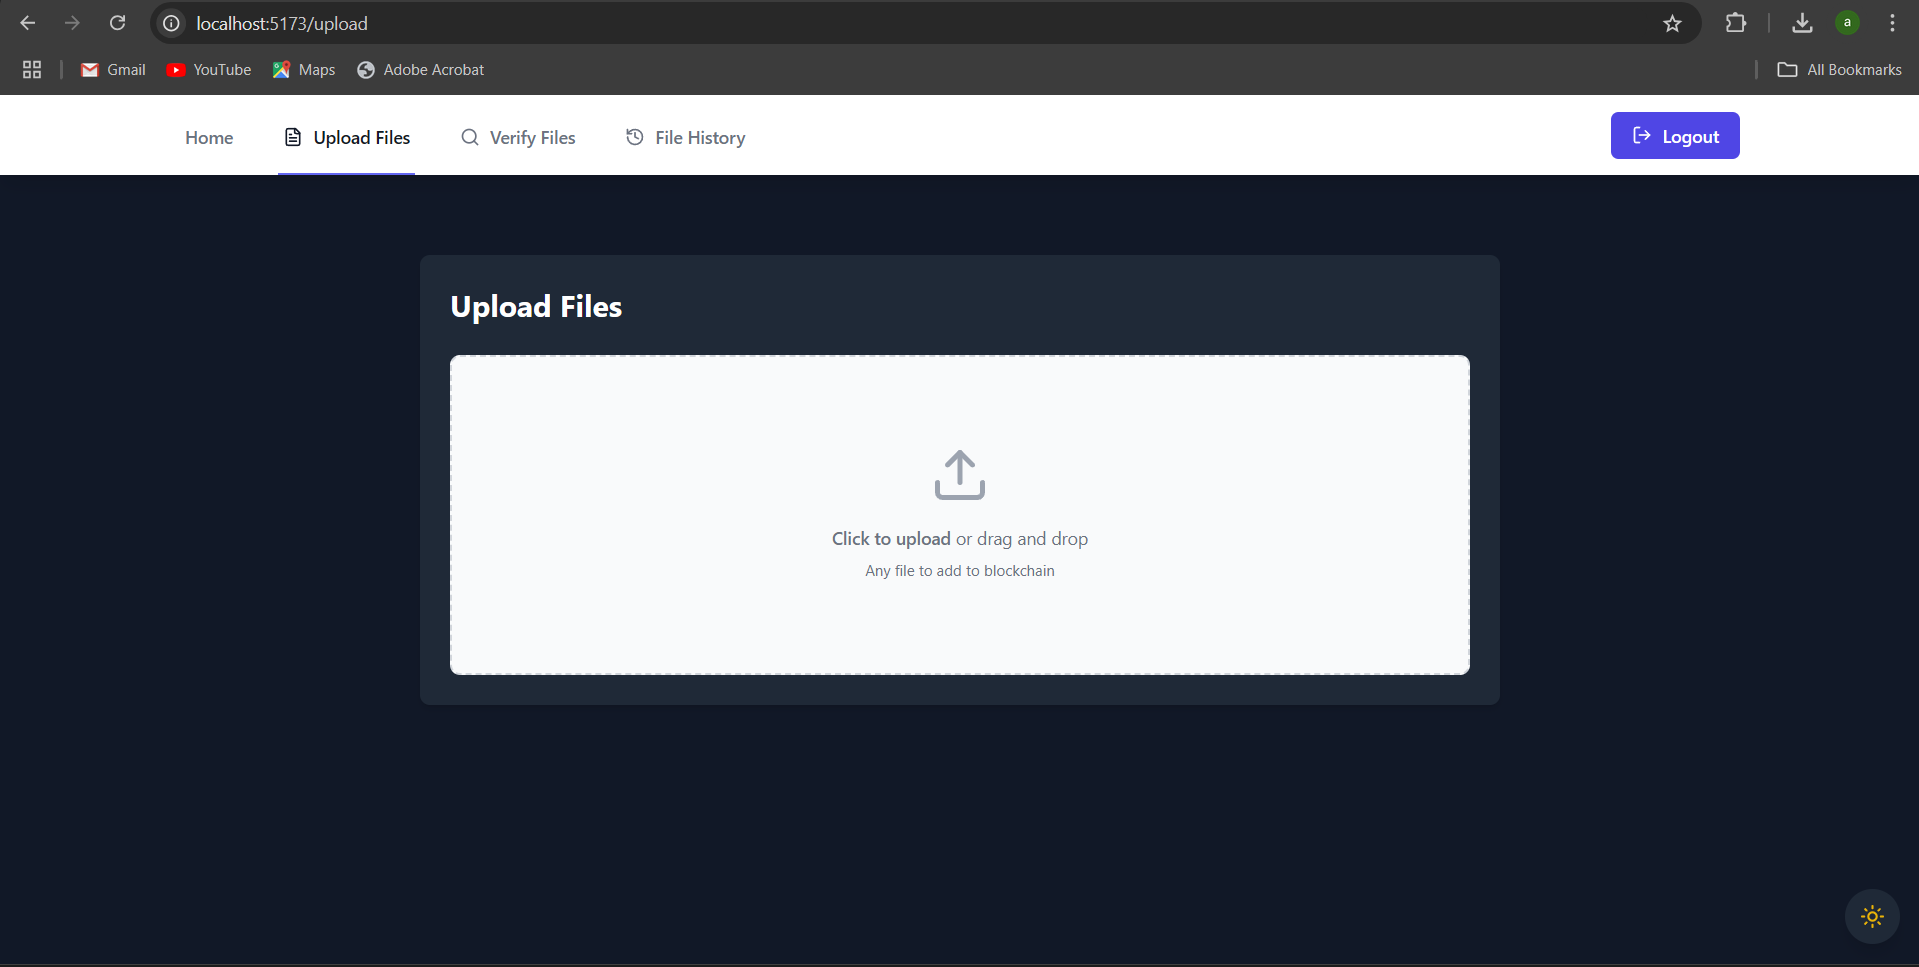 localhost:5173/upload
a
Gmail YouTube Maps Adobe Acrobat All Bookmarks
Home Upload Files Verify Files File History Logout
Upload Files
Click to upload or drag and drop
Any file to add to blockchain